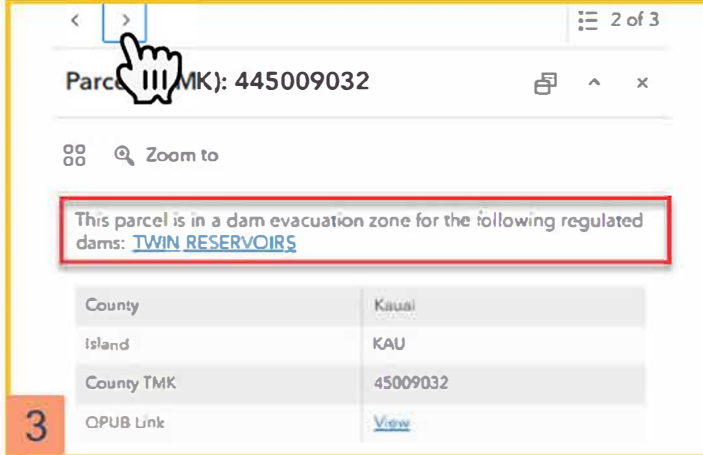 2 of 3
Parce MK): 445009032
Zoom to
This parcel is in a dam evacuation zone for the following regulated
dams: TWIN RESERVOIRS
County Kauai
Island KAU
County TMK 45009032
OPUB Link View
3